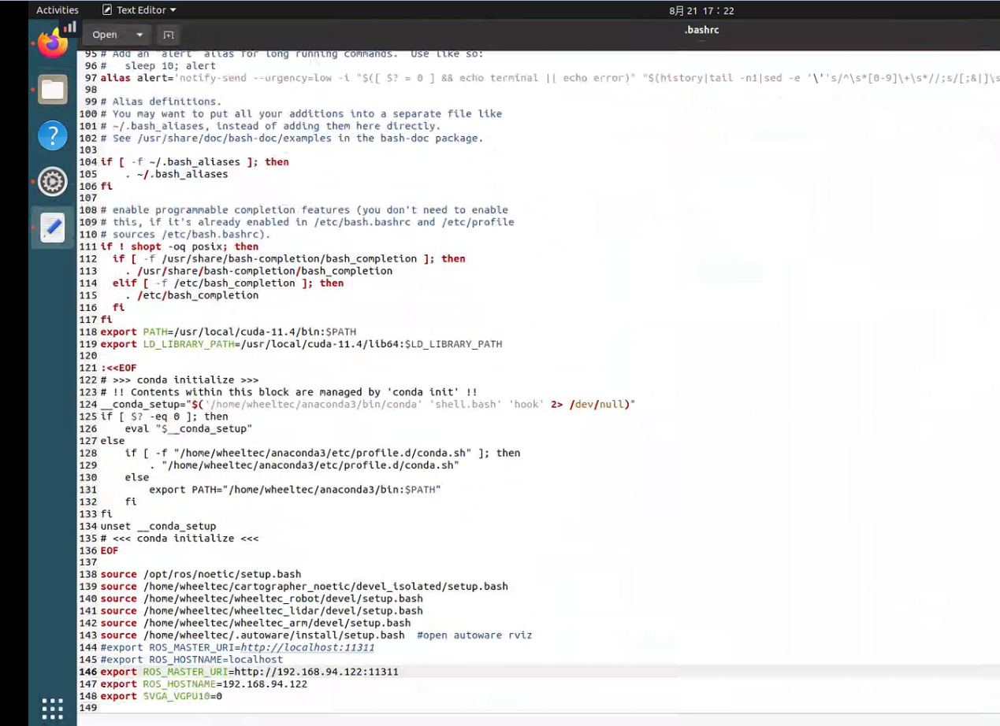 Activities
Text Editor
8月 21 17：22
Open
.bashrc
95 # Add an "alert" alias for long running commands.  Use like so:
96 #   sleep 10; alert
97 alias alert='notify-send --urgency=low -i "$([ $? = 0 ] && echo terminal || echo error)" "$(history|tail -n1|sed -e '\''s/^\s*[0-9]\+\s*//;s/[;&|]\s
98
99 # Alias definitions.
100 # You may want to put all your additions into a separate file like
101 # ~/.bash_aliases, instead of adding them here directly.
102 # See /usr/share/doc/bash-doc/examples in the bash-doc package.
103
104 if [ -f ~/.bash_aliases ]; then
105     . ~/.bash_aliases
106 fi
107
108 # enable programmable completion features (you don't need to enable
109 # this, if it's already enabled in /etc/bash.bashrc and /etc/profile
110 # sources /etc/bash.bashrc).
111 if ! shopt -oq posix; then
112   if [ -f /usr/share/bash-completion/bash_completion ]; then
113     . /usr/share/bash-completion/bash_completion
114   elif [ -f /etc/bash_completion ]; then
115     . /etc/bash_completion
116   fi
117 fi
118 export PATH=/usr/local/cuda-11.4/bin:$PATH
119 export LD_LIBRARY_PATH=/usr/local/cuda-11.4/lib64:$LD_LIBRARY_PATH
120
121 :<<EOF
122 # >>> conda initialize >>>
123 # !! Contents within this block are managed by 'conda init' !!
124 __conda_setup="$('/home/wheeltec/anaconda3/bin/conda' 'shell.bash' 'hook' 2> /dev/null)"
125 if [ $? -eq 0 ]; then
126     eval "$__conda_setup"
127 else
128     if [ -f "/home/wheeltec/anaconda3/etc/profile.d/conda.sh" ]; then
129         . "/home/wheeltec/anaconda3/etc/profile.d/conda.sh"
130     else
131         export PATH="/home/wheeltec/anaconda3/bin:$PATH"
132     fi
133 fi
134 unset __conda_setup
135 # <<< conda initialize <<<
136 EOF
137
138 source /opt/ros/noetic/setup.bash
139 source /home/wheeltec/cartographer_noetic/devel_isolated/setup.bash
140 source /home/wheeltec/wheeltec_robot/devel/setup.bash
141 source /home/wheeltec/wheeltec_lidar/devel/setup.bash
142 source /home/wheeltec/wheeltec_arm/devel/setup.bash
143 source /home/wheeltec/.autoware/install/setup.bash  #open autoware rviz
144 #export ROS_MASTER_URI=http://localhost:11311
145 #export ROS_HOSTNAME=localhost
146 export ROS_MASTER_URI=http://192.168.94.122:11311
147 export ROS_HOSTNAME=192.168.94.122
148 export SVGA_VGPU10=0
149